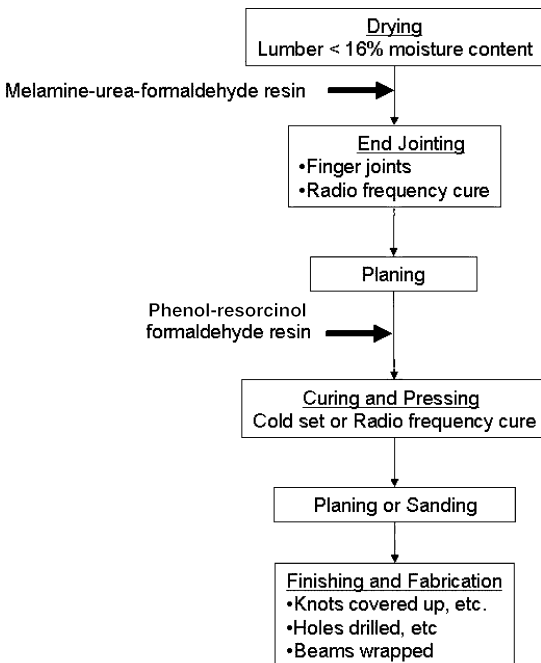 Drying
Lumber < 16% moisture content
Melamine-urea-formaldehyde resin
End Jointing
•Finger joints
•Radio frequency cure
Planing
Phenol-resorcinol
formaldehyde resin
Curing and Pressing
Cold set or Radio frequency cure
Planing or Sanding
Finishing and Fabrication
•Knots covered up, etc.
•Holes drilled, etc
•Beams wrapped